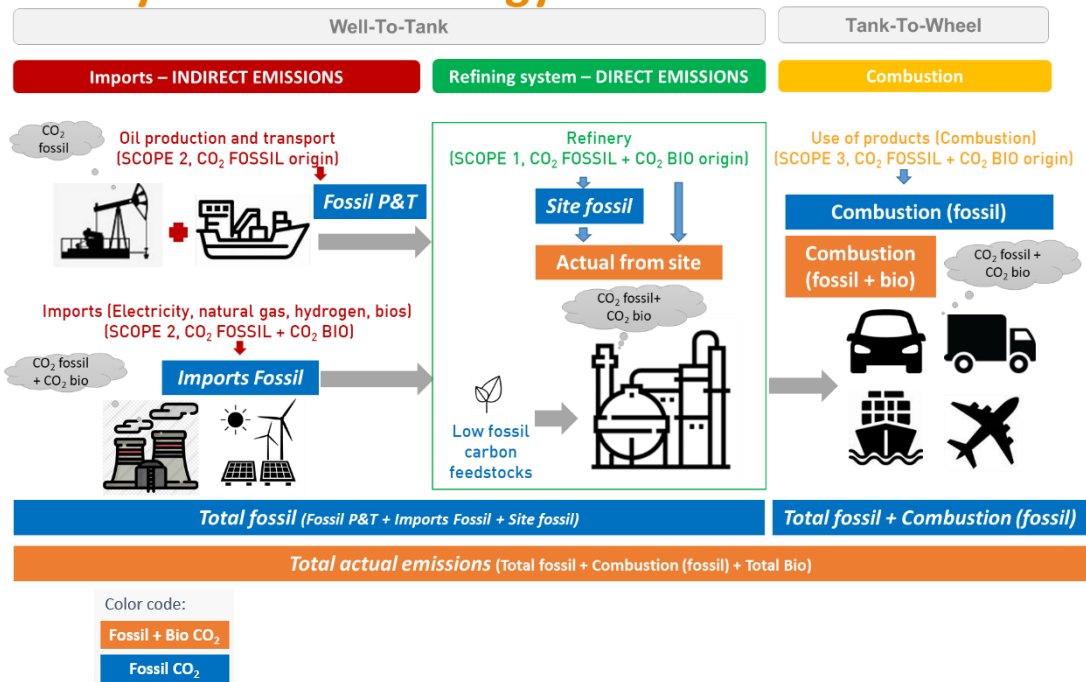 Well-To-Tank
Tank-To-Wheel
Imports – INDIRECT EMISSIONS
Refining system – DIRECT EMISSIONS
Combustion
CO₂
fossil
Oil production and transport
(SCOPE 2, CO₂ FOSSIL origin)
Fossil P&T
Refinery
(SCOPE 1, CO₂ FOSSIL + CO₂ BIO origin)
Site fossil
Actual from site
CO₂ fossil+
CO₂ bio
Use of products (Combustion)
(SCOPE 3, CO₂ FOSSIL + CO₂ BIO origin)
Combustion (fossil)
Combustion
(fossil + bio)
CO₂ fossil +
CO₂ bio
Imports (Electricity, natural gas, hydrogen, bios)
(SCOPE 2, CO₂ FOSSIL + CO₂ BIO)
CO₂ fossil
+ CO₂ bio
Imports Fossil
Low fossil
carbon
feedstocks
Total fossil (Fossil P&T + Imports Fossil + Site fossil)
Total fossil + Combustion (fossil)
Total actual emissions (Total fossil + Combustion (fossil) + Total Bio)
Color code:
Fossil + Bio CO₂
Fossil CO₂